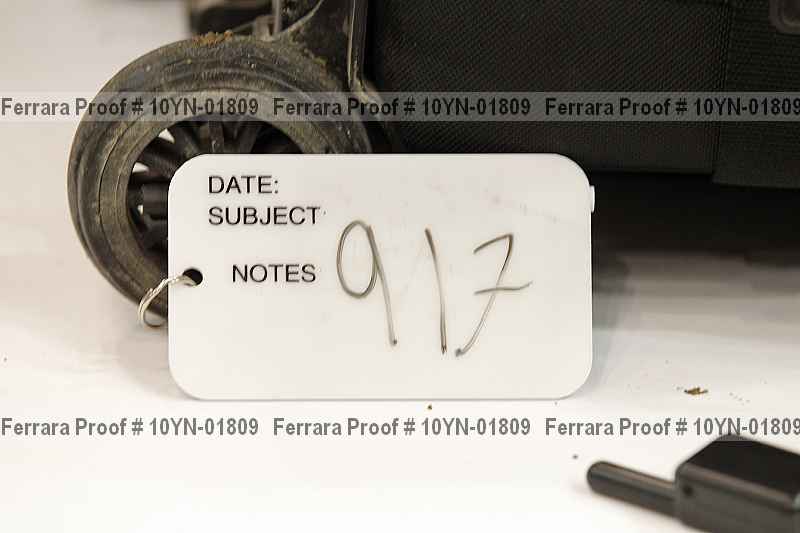 Ferrara Proof # 10YN-01809 Ferrara Proof # 10YN-01809 Ferrara Proof # 10YN-01809
DATE:
SUBJECT
NOTES 917
Ferrara Proof # 10YN-01809 Ferrara Proof # 10YN-01809 Ferrara Proof # 10YN-01809